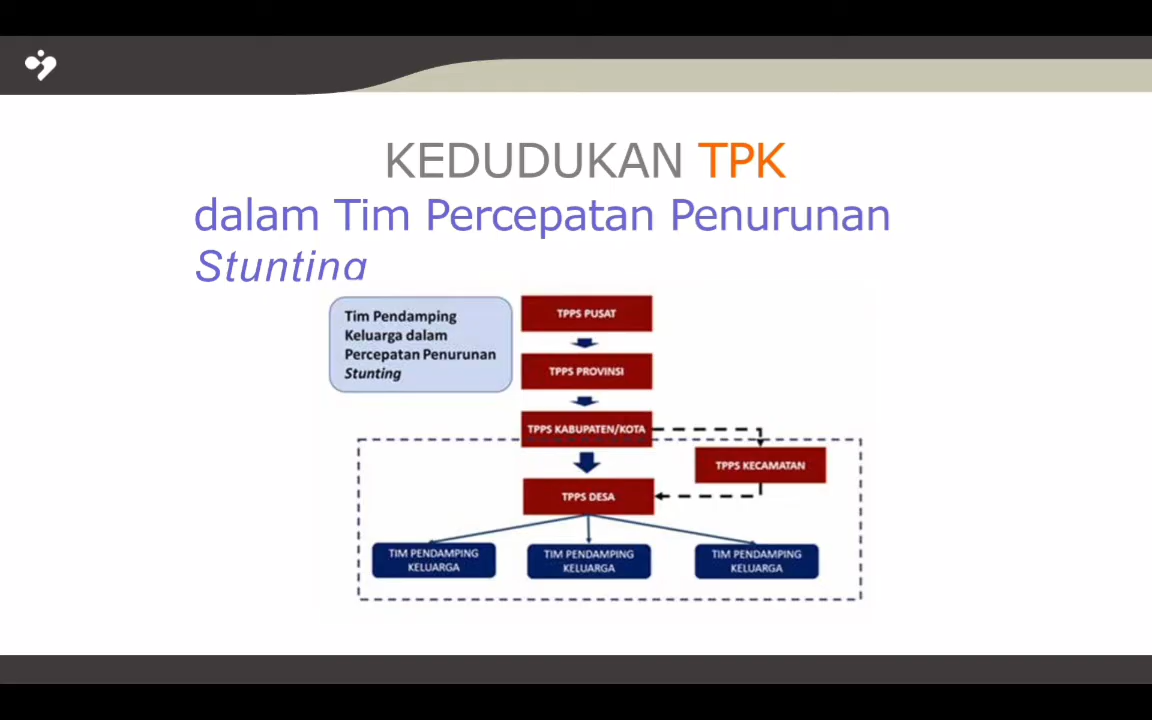 KEDUDUKAN TPK
dalam Tim Percepatan Penurunan
Stunting
Tim Pendamping
Keluarga dalam
Percepatan Penurunan
Stunting
TPPS PUSAT
TPPS PROVINSI
TPPS KABUPATEN/KOTA
TPPS KECAMATAN
TPPS DESA
TIM PENDAMPING
KELUARGA
TIM PENDAMPING
KELUARGA
TIM PENDAMPING
KELUARGA